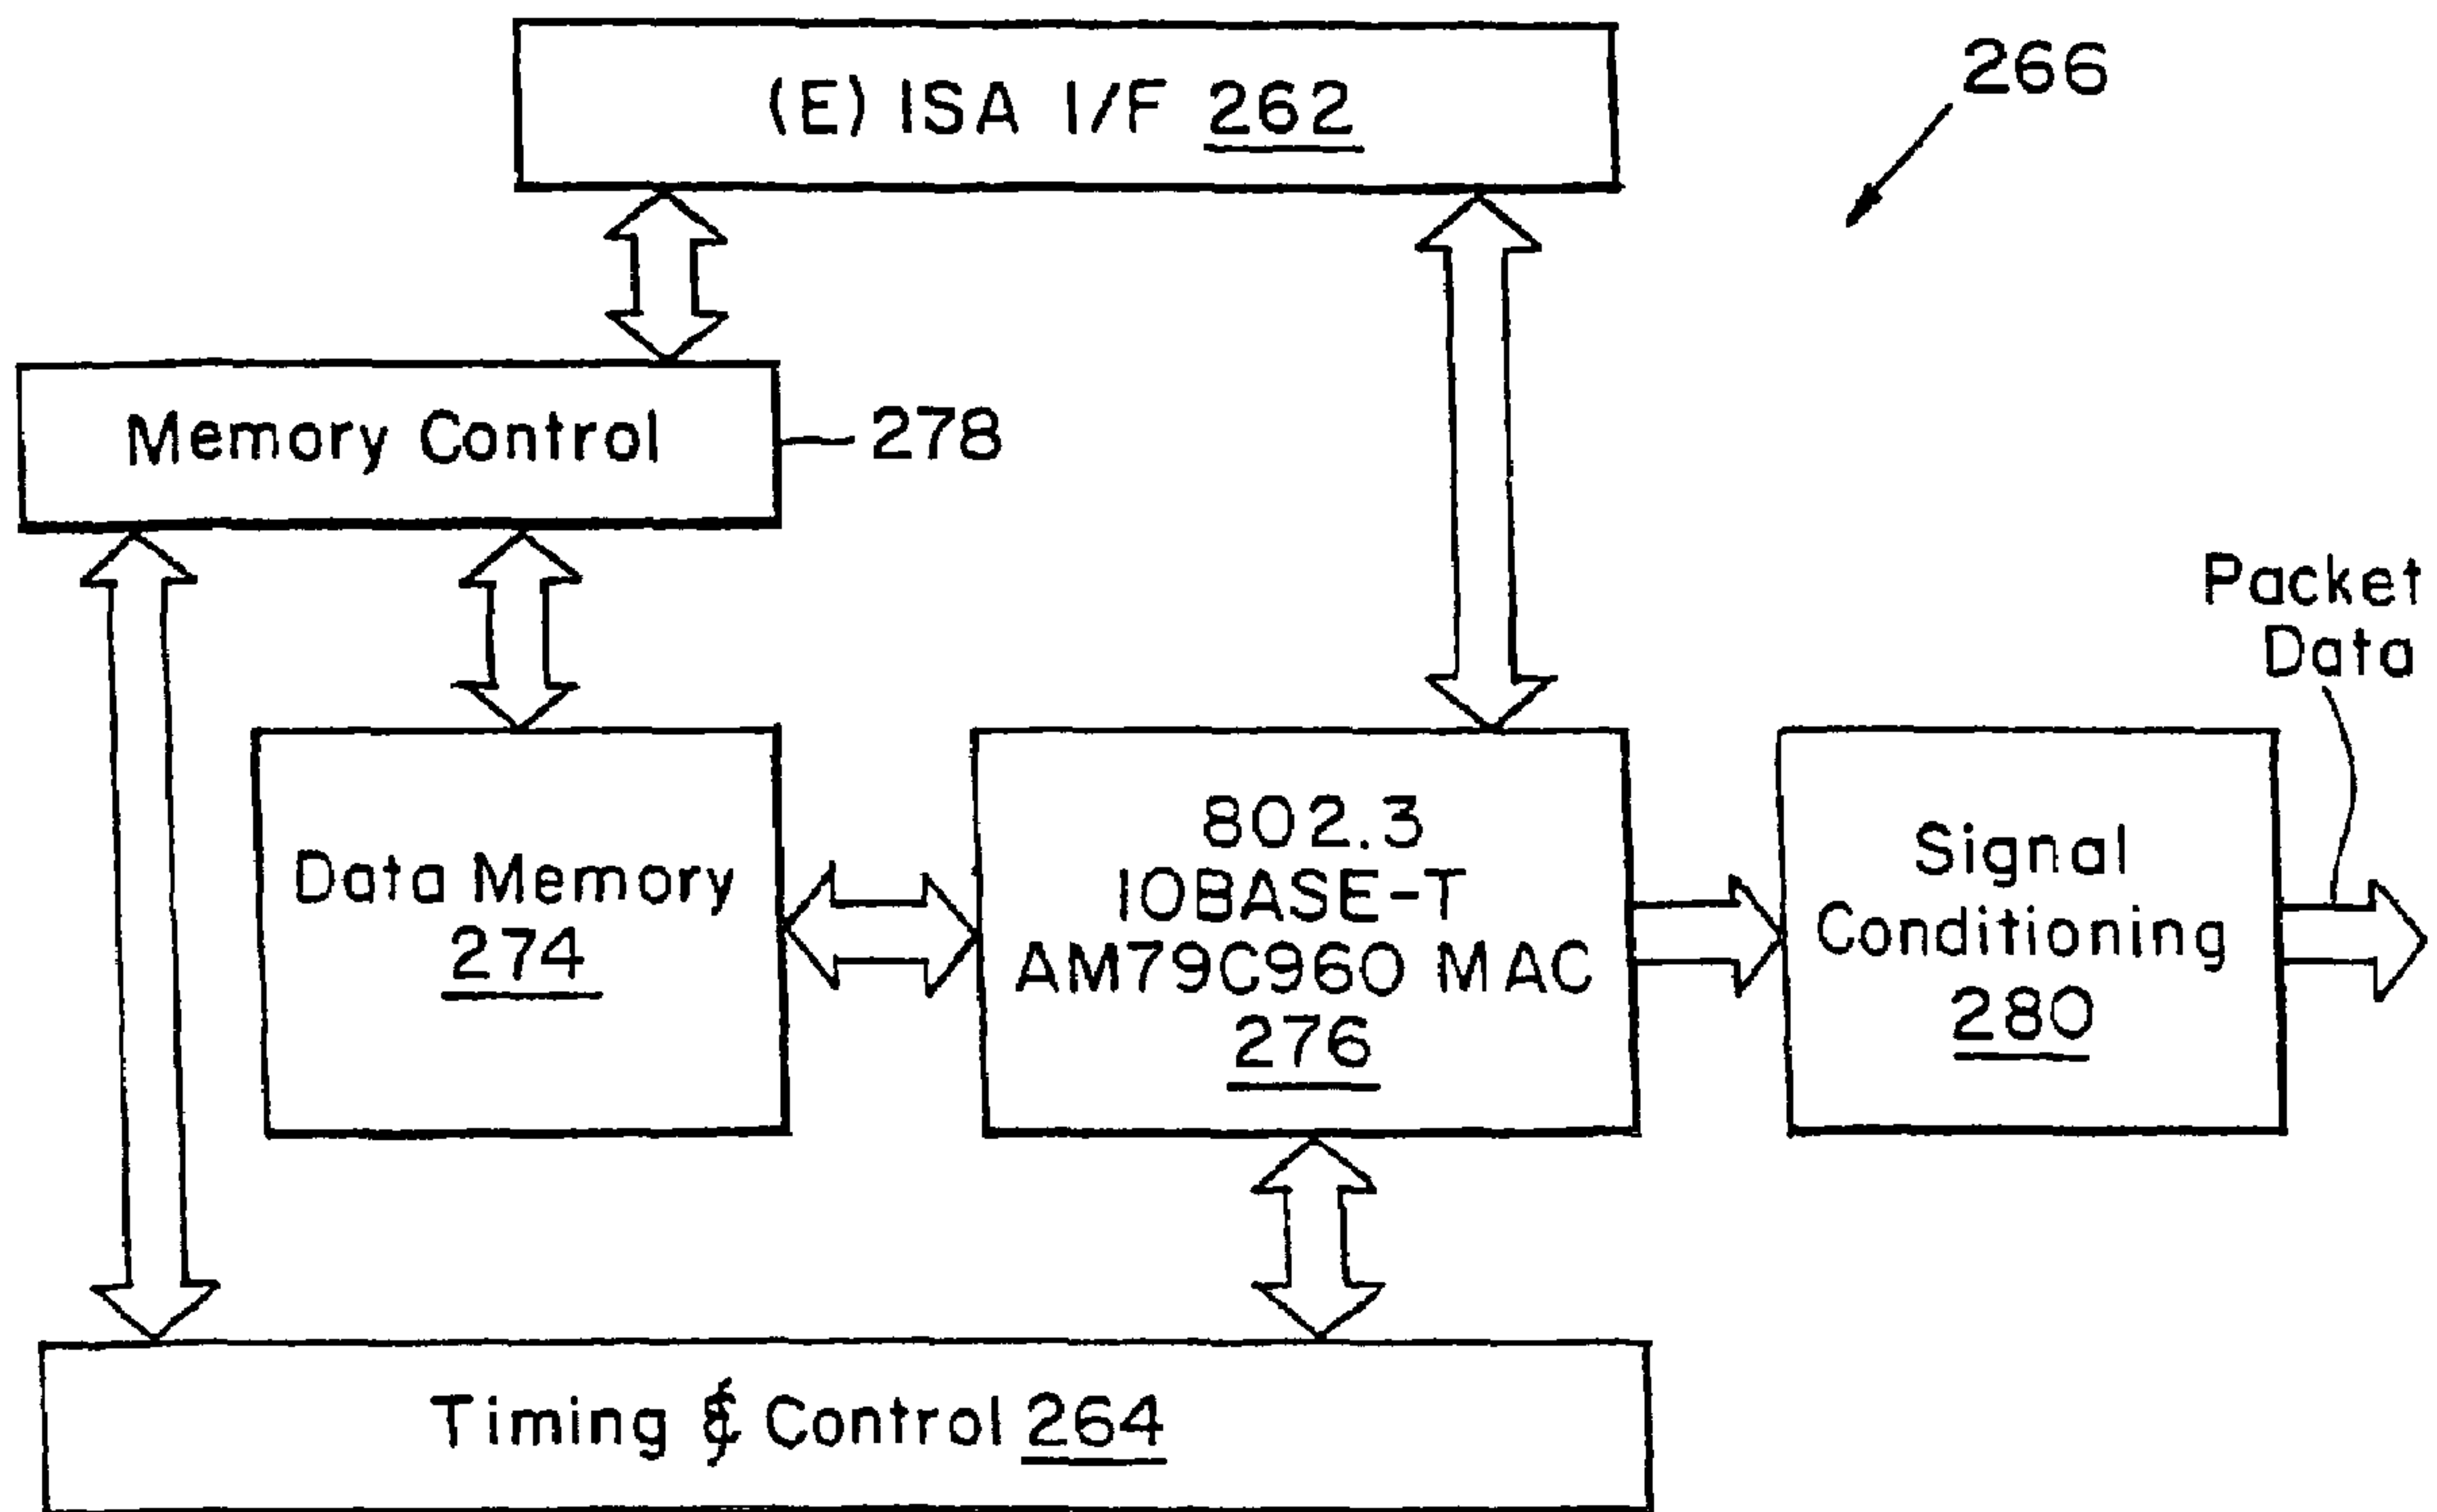 (E) ISA I/F 262
266
Memory Control
278
Packet
Data
Data Memory
274
802.3
10BASE-T
AM79C960 MAC
276
Signal
Conditioning
280
Timing & Control 264